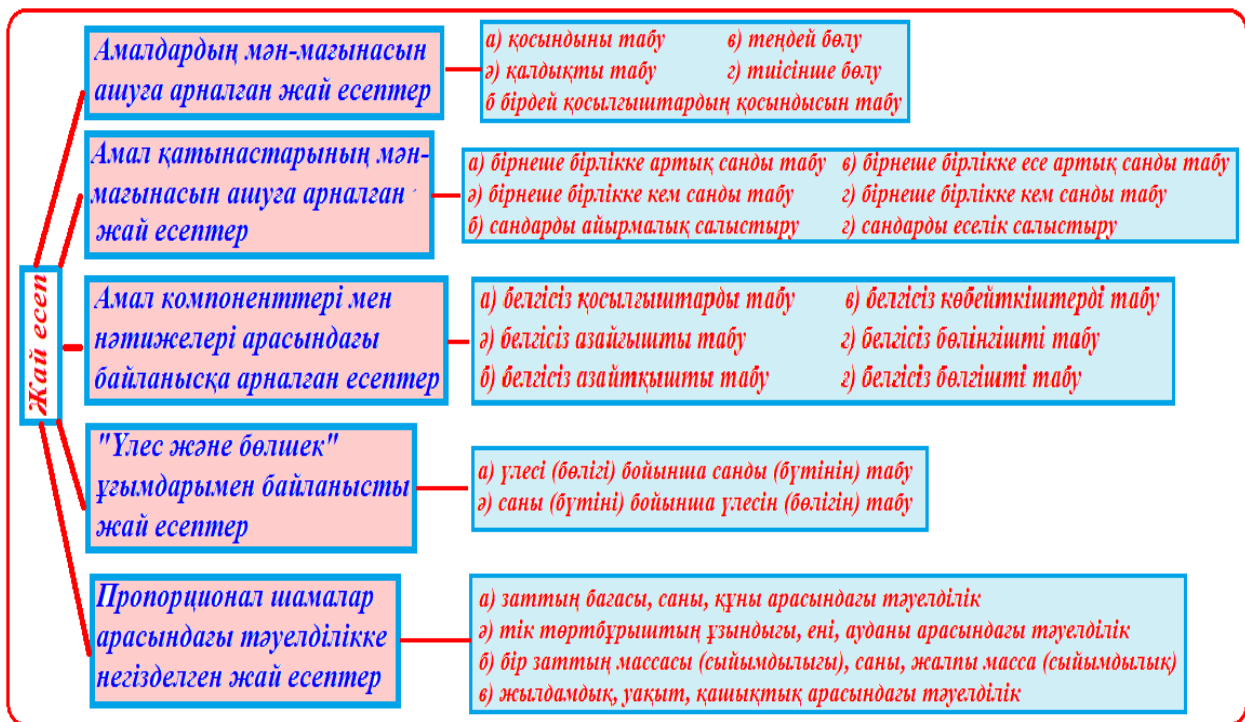 Жай есеп
Амалдардың мән-мағынасын
ашуға арналған жай есептер
а) қосындыны табу в) теңдей бөлу
ә) қалдықты табу г) тиісінше бөлу
б бірдей қосылғыштардың қосындысын табу
Амал қатынастарының мән-
мағынасын ашуға арналған
жай есептер
а) бірнеше бірлікке артық санды табу в) бірнеше бірлікке есе артық санды табу
ә) бірнеше бірлікке кем санды табу г) бірнеше бірлікке кем санды табу
б) сандарды айырмалық салыстыру г) сандарды еселік салыстыру
Амал компоненттері мен
нәтижелері арасындағы
байланысқа арналған есептер
а) белгісіз қосылғыштарды табу в) белгісіз көбейткіштерді табу
ә) белгісіз азайғышты табу г) белгісіз бөлінгішті табу
б) белгісіз азайтқышты табу г) белгісіз бөлгішті табу
"Үлес және бөлшек"
ұғымдарымен байланысты
жай есептер
а) үлесі (бөлігі) бойынша санды (бүтінін) табу
ә) саны (бүтіні) бойынша үлесін (бөлігін) табу
Пропорционал шамалар
арасындағы тәуелділікке
негізделген жай есептер
а) заттың бағасы, саны, құны арасындағы тәуелділік
ә) тік төртбұрыштың ұзындығы, ені, ауданы арасындағы тәуелділік
б) бір заттың массасы (сыйымдылығы), саны, жалпы масса (сыйымдылық)
в) жылдамдық, уақыт, қашықтық арасындағы тәуелділік